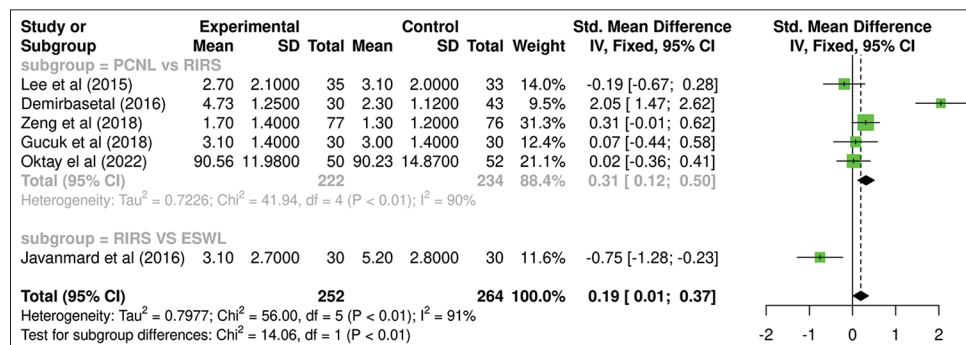 Study or Experimental Control Std. Mean Difference Std. Mean Difference
Subgroup Mean SD Total Mean SD Total Weight IV, Fixed, 95% CI IV, Fixed, 95% CI
subgroup = PCNL vs RIRS
Lee et al (2015) 2.70 2.1000 35 3.10 2.0000 33 14.0% -0.19 [-0.67; 0.28]
Demirbasetal (2016) 4.73 1.2500 30 2.30 1.1200 43 9.5% 2.05 [ 1.47; 2.62]
Zeng et al (2018) 1.70 1.4000 77 1.30 1.2000 76 31.3% 0.31 [-0.01; 0.62]
Gucuk et al (2018) 3.10 1.4000 30 3.00 1.4000 30 12.4% 0.07 [-0.44; 0.58]
Oktay el al (2022) 90.56 11.9800 50 90.23 14.8700 52 21.1% 0.02 [-0.36; 0.41]
Total (95% CI) 222 234 88.4% 0.31 [ 0.12; 0.50]
Heterogeneity: Tau² = 0.7226; Chi² = 41.94, df = 4 (P < 0.01); I² = 90%
subgroup = RIRS VS ESWL
Javanmard et al (2016) 3.10 2.7000 30 5.20 2.8000 30 11.6% -0.75 [-1.28; -0.23]
Total (95% CI) 252 264 100.0% 0.19 [ 0.01; 0.37]
Heterogeneity: Tau² = 0.7977; Chi² = 56.00, df = 5 (P < 0.01); I² = 91%
Test for subgroup differences: Chi² = 14.06, df = 1 (P < 0.01)
-2 -1 0 1 2